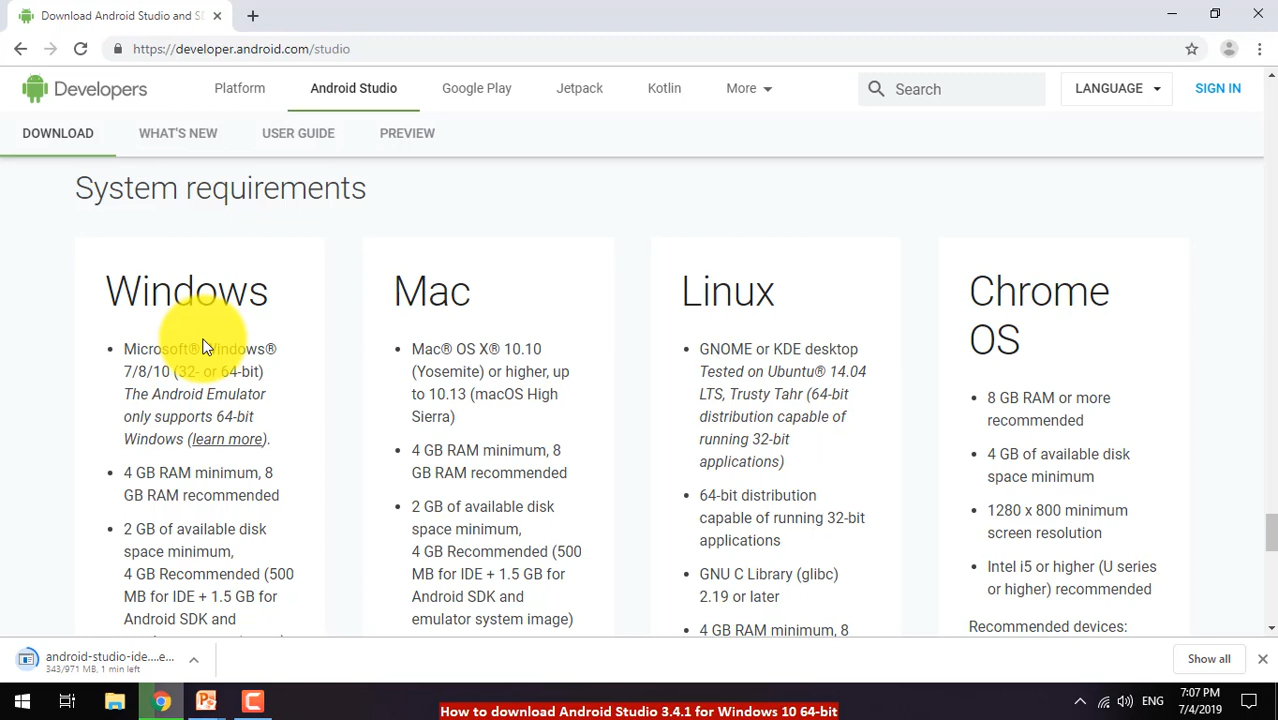 Download Android Studio and SD
https://developer.android.com/studio
Developers
Platform
Android Studio
Google Play
Jetpack
Kotlin
More
Search
LANGUAGE
SIGN IN
DOWNLOAD
WHAT'S NEW
USER GUIDE
PREVIEW
System requirements
Windows
Microsoft® Windows®
7/8/10 (32- or 64-bit)
The Android Emulator
only supports 64-bit
Windows (learn more).
4 GB RAM minimum, 8
GB RAM recommended
2 GB of available disk
space minimum,
4 GB Recommended (500
MB for IDE + 1.5 GB for
Android SDK and
Mac
Mac® OS X® 10.10
(Yosemite) or higher, up
to 10.13 (macOS High
Sierra)
4 GB RAM minimum, 8
GB RAM recommended
2 GB of available disk
space minimum,
4 GB Recommended (500
MB for IDE + 1.5 GB for
Android SDK and
emulator system image)
Linux
GNOME or KDE desktop
Tested on Ubuntu® 14.04
LTS, Trusty Tahr (64-bit
distribution capable of
running 32-bit
applications)
64-bit distribution
capable of running 32-bit
applications
GNU C Library (glibc)
2.19 or later
4 GB RAM minimum, 8
Chrome
OS
8 GB RAM or more
recommended
4 GB of available disk
space minimum
1280 x 800 minimum
screen resolution
Intel i5 or higher (U series
or higher) recommended
Recommended devices:
android-studio-ide....e...
343/971 MB, 1 min left
Show all
ENG
7:07 PM
7/4/2019
How to download Android Studio 3.4.1 for Windows 10 64-bit